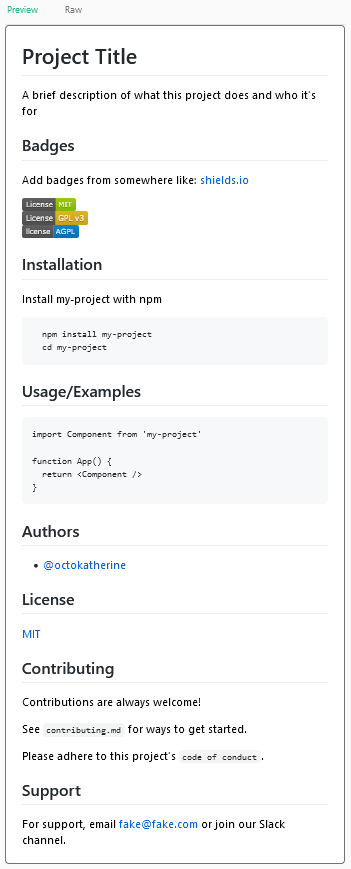 Preview Raw
Project Title
A brief description of what this project does and who it's
for
Badges
Add badges from somewhere like: shields.io
License MIT
License GPL v3
license AGPL
Installation
Install my-project with npm
npm install my-project
cd my-project
Usage/Examples
import Component from 'my-project'
function App() {
return <Component />
}
Authors
• @octokatherine
License
MIT
Contributing
Contributions are always welcome!
See contributing.md for ways to get started.
Please adhere to this project's code of conduct.
Support
For support, email fake@fake.com or join our Slack
channel.